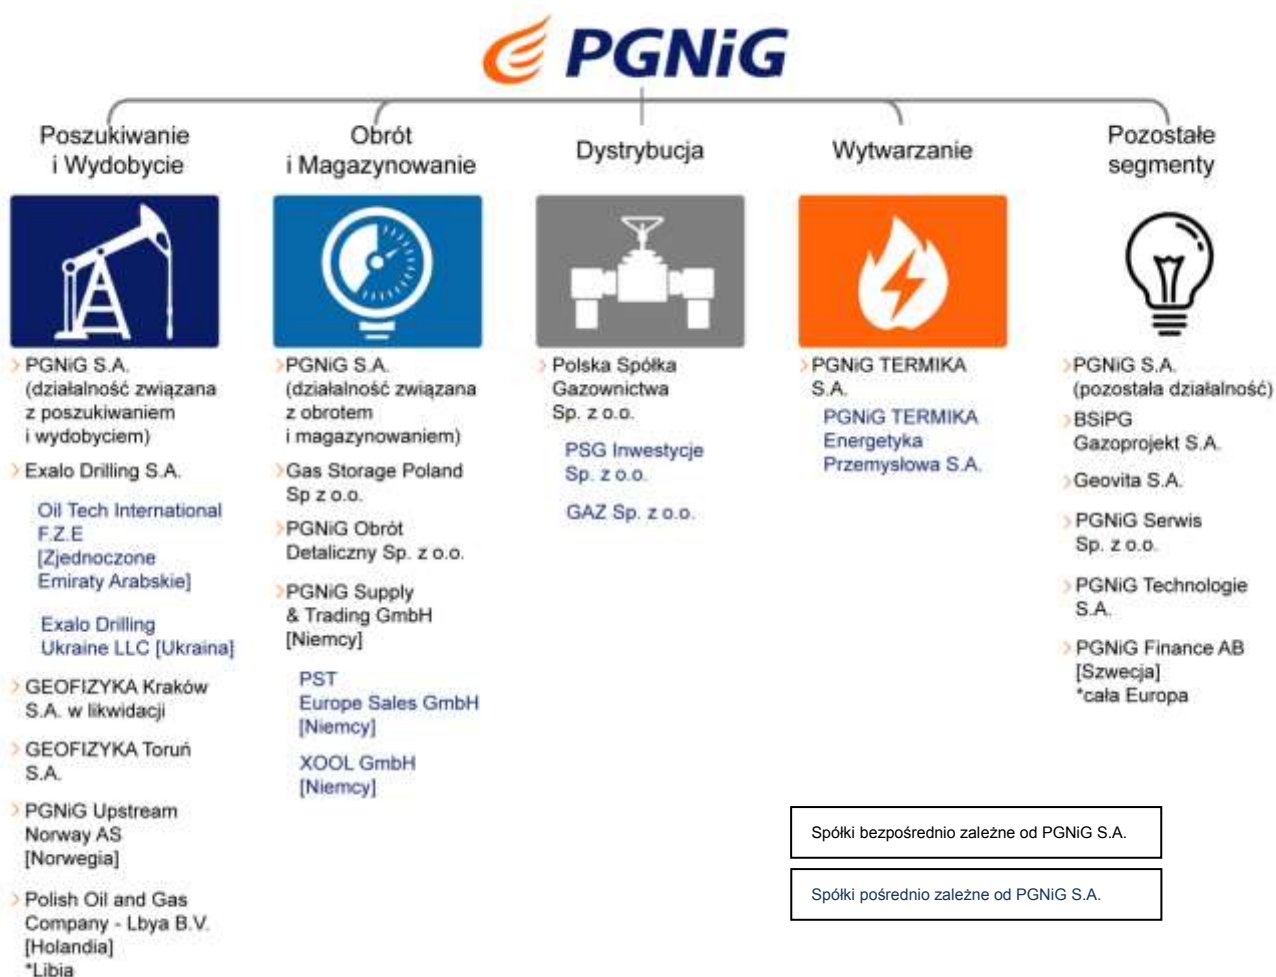 PGNiG
Poszukiwanie
i Wydobycie
PGNiG S.A.
(działalność związana
z poszukiwaniem
i wydobyciem)
Exalo Drilling S.A.
Oil Tech International
F.Z.E
[Zjednoczone
Emiraty Arabskie]
Exalo Drilling
Ukraine LLC [Ukraina]
GEOFIZYKA Kraków
S.A. w likwidacji
GEOFIZYKA Toruń
S.A.
PGNiG Upstream
Norway AS
[Norwegia]
Polish Oil and Gas
Company - Lbya B.V.
[Holandia]
*Libia
Obrót
i Magazynowanie
PGNiG S.A.
(działalność związana
z obrotem
i magazynowaniem)
Gas Storage Poland
Sp z o.o.
PGNiG Obrót
Detaliczny Sp. z o.o.
PGNiG Supply
& Trading GmbH
[Niemcy]
PST
Europe Sales GmbH
[Niemcy]
XOOL GmbH
[Niemcy]
Dystrybucja
Polska Spółka
Gazownictwa
Sp. z o.o.
PSG Inwestycje
Sp. z o.o.
GAZ Sp. z o.o.
Wytwarzanie
PGNiG TERMIKA
S.A.
PGNiG TERMIKA
Energetyka
Przemysłowa S.A.
Pozostałe
segmenty
PGNiG S.A.
(pozostała działalność)
BSiPG
Gazoprojekt S.A.
Geovita S.A.
PGNiG Serwis
Sp. z o.o.
PGNiG Technologie
S.A.
PGNiG Finance AB
[Szwecja]
*cała Europa
Spółki bezpośrednio zależne od PGNiG S.A.
Spółki pośrednio zależne od PGNiG S.A.